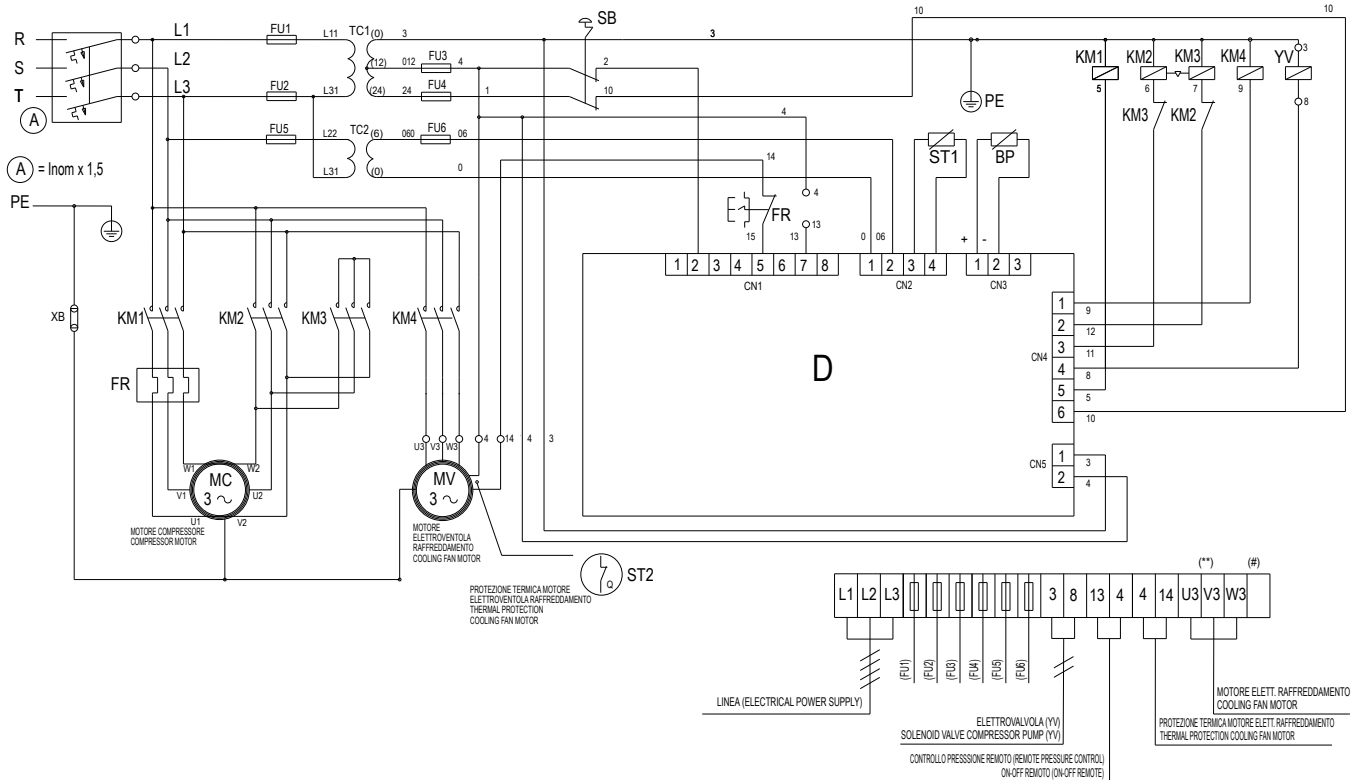 10
10
R
L1
FU1
L11
TC1
(0)
3
SB
3
S
L2
(12)
012
FU3
4
2
KM1
KM2
KM3
KM4
YV
3
T
L3
FU2
L31
(24)
24
FU4
1
10
PE
5
6
7
9
8
A
KM3
KM2
4
FU5
L22
TC2
(6)
060
FU6
06
ST1
BP
A = Inom x 1,5
L31
(0)
0
14
PE
4
FR
13
15
13
0
06
+
-
1 2 3 4 5 6 7 8
1 2 3 4
1 2 3
CN1
CN2
CN3
XB
KM1
KM2
KM3
KM4
D
CN4
1
9
2
12
3
11
4
8
5
5
6
10
FR
U3
V3
W3
4
14
4
3
CN5
1
3
2
4
W1
W2
MC
3 ~
V1
U2
U1
V2
MV
3 ~
MOTORE COMPRESSORE
COMPRESSOR MOTOR
MOTORE
ELETTROVENTOLA
RAFFREDDAMENTO
COOLING FAN MOTOR
Q
ST2
PROTEZIONE TERMICA MOTORE
ELETTROVENTOLA RAFFREDDAMENTO
THERMAL PROTECTION
COOLING FAN MOTOR
(**)
(#)
L1 L2 L3 3 8 13 4 4 14 U3 V3 W3
(FU1)
(FU2)
(FU3)
(FU4)
(FU5)
(FU6)
LINEA (ELECTRICAL POWER SUPPLY)
MOTORE ELETT. RAFFREDDAMENTO
COOLING FAN MOTOR
ELETTROVALVOLA (YV)
SOLENOID VALVE COMPRESSOR PUMP (YV)
PROTEZIONE TERMICA MOTORE ELETT. RAFFREDDAMENTO
THERMAL PROTECTION COOLING FAN MOTOR
CONTROLLO PRESSSIONE REMOTO (REMOTE PRESSURE CONTROL)
ON-OFF REMOTO (ON-OFF REMOTE)